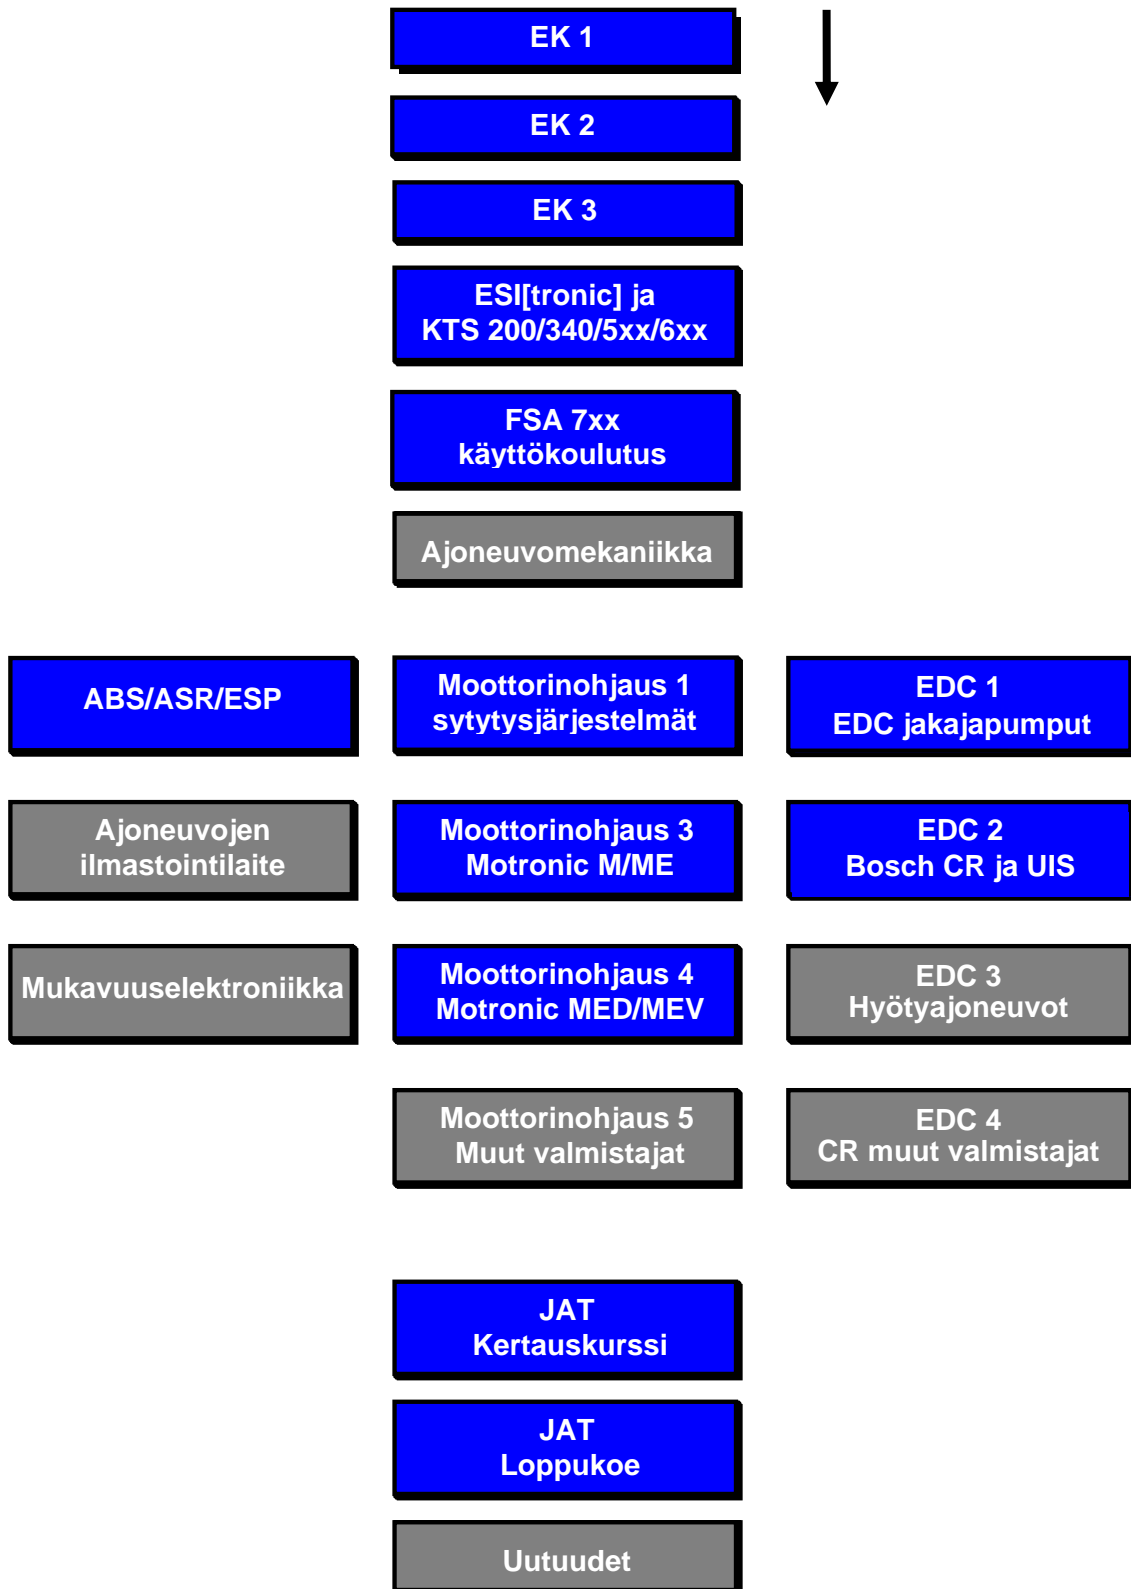 EK 1
EK 2
EK 3
ESI[tronic] ja
KTS 200/340/5xx/6xx
FSA 7xx
käyttökoulutus
Ajoneuvomekaniikka
ABS/ASR/ESP
Moottorinohjaus 1
sytytysjärjestelmät
EDC 1
EDC jakajapumput
Ajoneuvojen
ilmastointilaite
Moottorinohjaus 3
Motronic M/ME
EDC 2
Bosch CR ja UIS
Mukavuuselektroniikka
Moottorinohjaus 4
Motronic MED/MEV
EDC 3
Hyötyajoneuvot
Moottorinohjaus 5
Muut valmistajat
EDC 4
CR muut valmistajat
JAT
Kertauskurssi
JAT
Loppukoe
Uutuudet